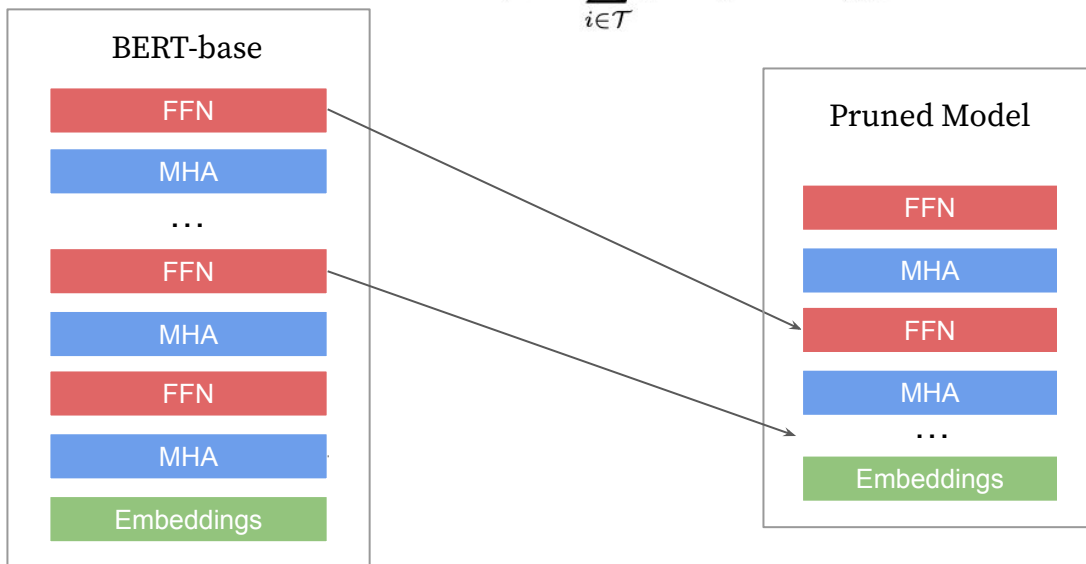 i∈𝒯
BERT-base
FFN
MHA
...
FFN
MHA
FFN
MHA
Embeddings
Pruned Model
FFN
MHA
FFN
MHA
...
Embeddings